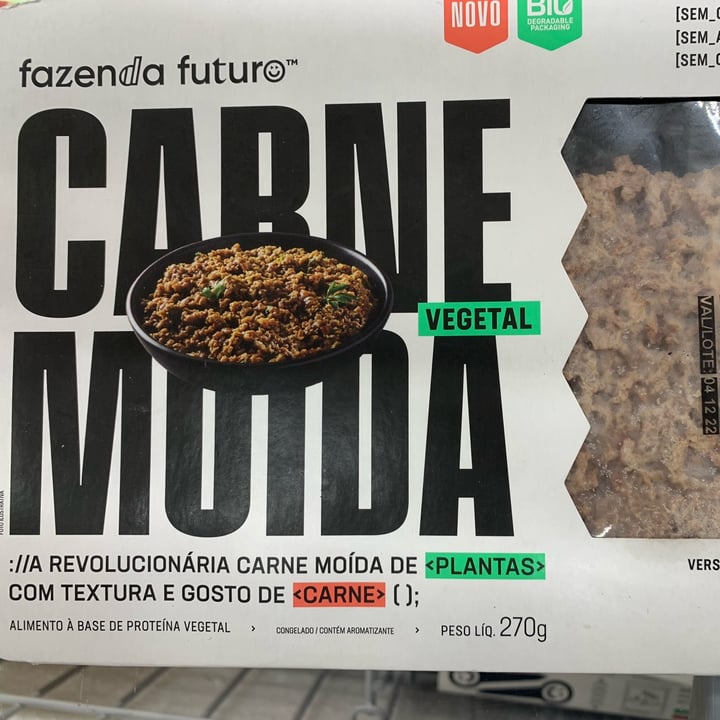 NOVO
BIO
DEGRADABLE
PACKAGING
[SEM_
[SEM_
[SEM_
fazenda futuro™
CARNE
VEGETAL
MOÍDA
VAL/LOTE: 04 12 22
://A REVOLUCIONÁRIA CARNE MOÍDA DE <PLANTAS>
COM TEXTURA E GOSTO DE <CARNE> ( );
ALIMENTO À BASE DE PROTEÍNA VEGETAL > CONGELADO / CONTÉM AROMATIZANTE > PESO LÍQ. 270g
FOTO ILUSTRATIVA
VERS